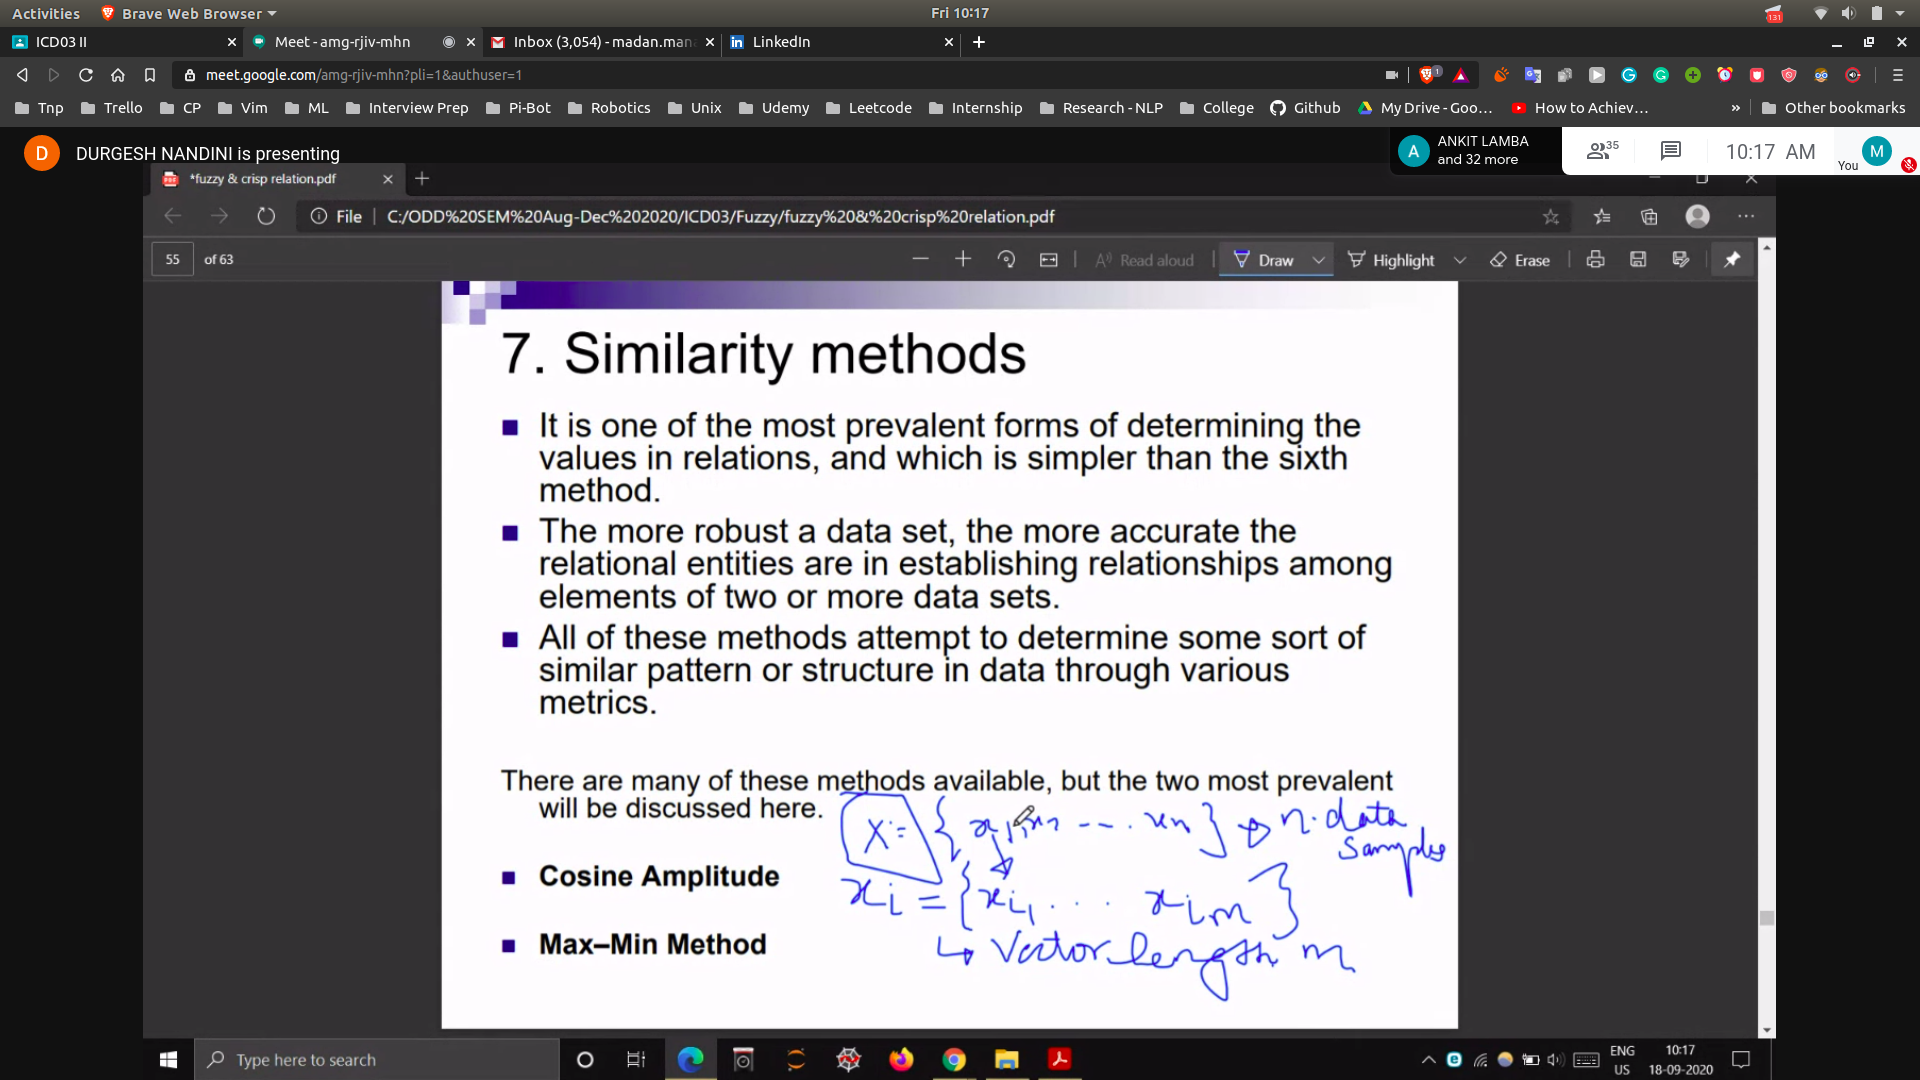 Activities Brave Web Browser Fri 10:17 131
ICD03 II Meet - amg-rjiv-mhn Inbox (3,054) - madan.man LinkedIn
meet.google.com/amg-rjiv-mhn?pli=1&authuser=1 1
Tnp Trello CP Vim ML Interview Prep Pi-Bot Robotics Unix Udemy Leetcode Internship Research - NLP College Github My Drive - Goo… How to Achiev… » Other bookmarks
D DURGESH NANDINI is presenting
A ANKIT LAMBA
and 32 more
35 10:17 AM You M
*fuzzy & crisp relation.pdf
File C:/ODD%20SEM%20Aug-Dec%202020/ICD03/Fuzzy/fuzzy%20&%20crisp%20relation.pdf
55 of 63 Read aloud Draw Highlight Erase
7. Similarity methods
It is one of the most prevalent forms of determining the
values in relations, and which is simpler than the sixth
method.
The more robust a data set, the more accurate the
relational entities are in establishing relationships among
elements of two or more data sets.
All of these methods attempt to determine some sort of
similar pattern or structure in data through various
metrics.
There are many of these methods available, but the two most prevalent
will be discussed here.
X = { x1, x2 --. xn } → n. data
samples
Cosine Amplitude
xi = { xi1 . . . xim }
↳ Vector length m
Max–Min Method
Type here to search
ENG
US
10:17
18-09-2020